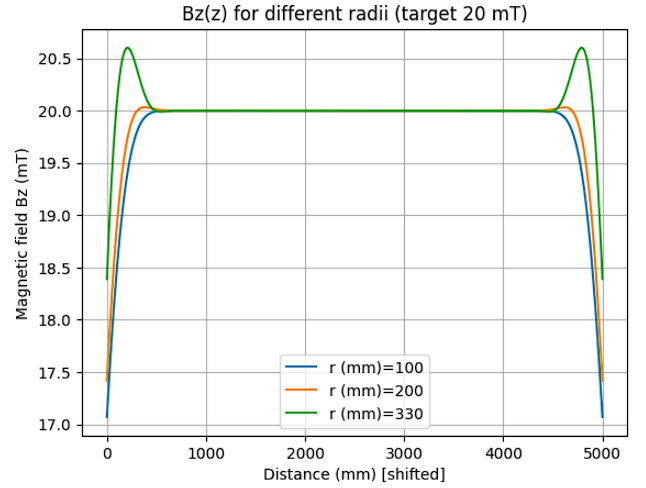 Bz(z) for different radii (target 20 mT)
Magnetic field Bz (mT)
20.5
20.0
19.5
19.0
18.5
18.0
17.5
17.0
r (mm)=100
r (mm)=200
r (mm)=330
0 1000 2000 3000 4000 5000
Distance (mm) [shifted]